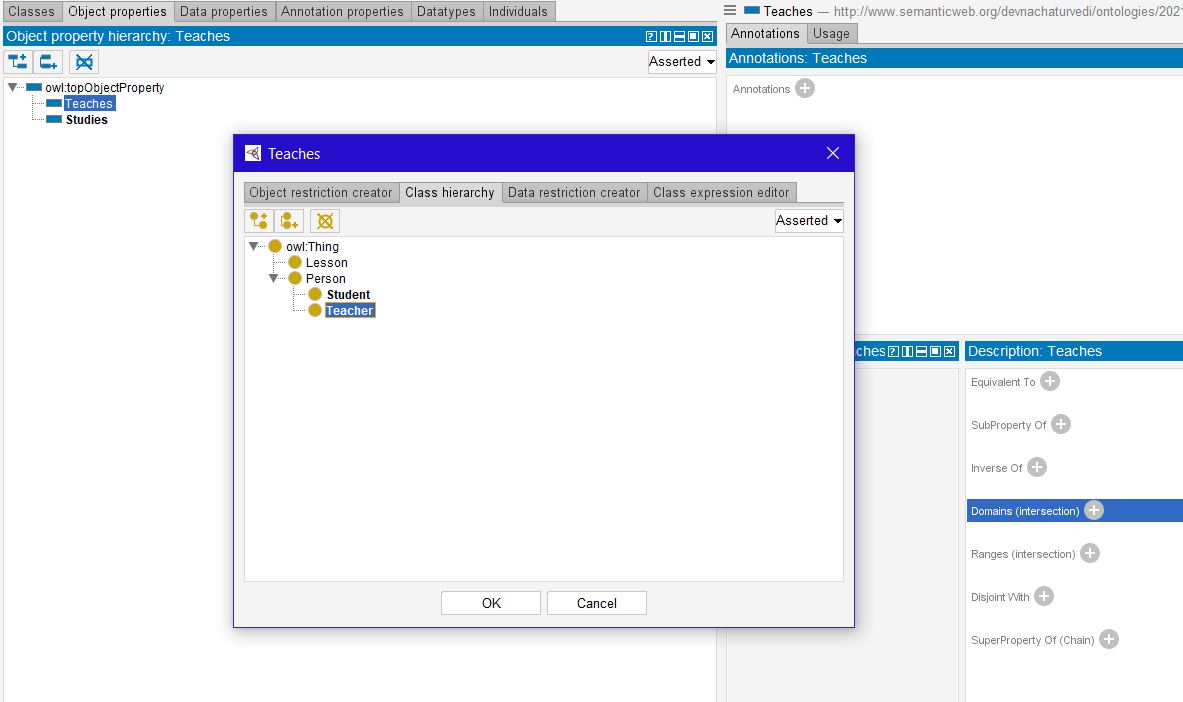 Classes Object properties Data properties Annotation properties Datatypes Individuals
Object property hierarchy: Teaches
Asserted
owl:topObjectProperty
Teaches
Studies
Teaches — http://www.semanticweb.org/devnachaturvedi/ontologies/2021
Annotations Usage
Annotations: Teaches
Annotations
Teaches
Object restriction creator Class hierarchy Data restriction creator Class expression editor
Asserted
owl:Thing
Lesson
Person
Student
Teacher
OK Cancel
ches
Description: Teaches
Equivalent To
SubProperty Of
Inverse Of
Domains (intersection)
Ranges (intersection)
Disjoint With
SuperProperty Of (Chain)